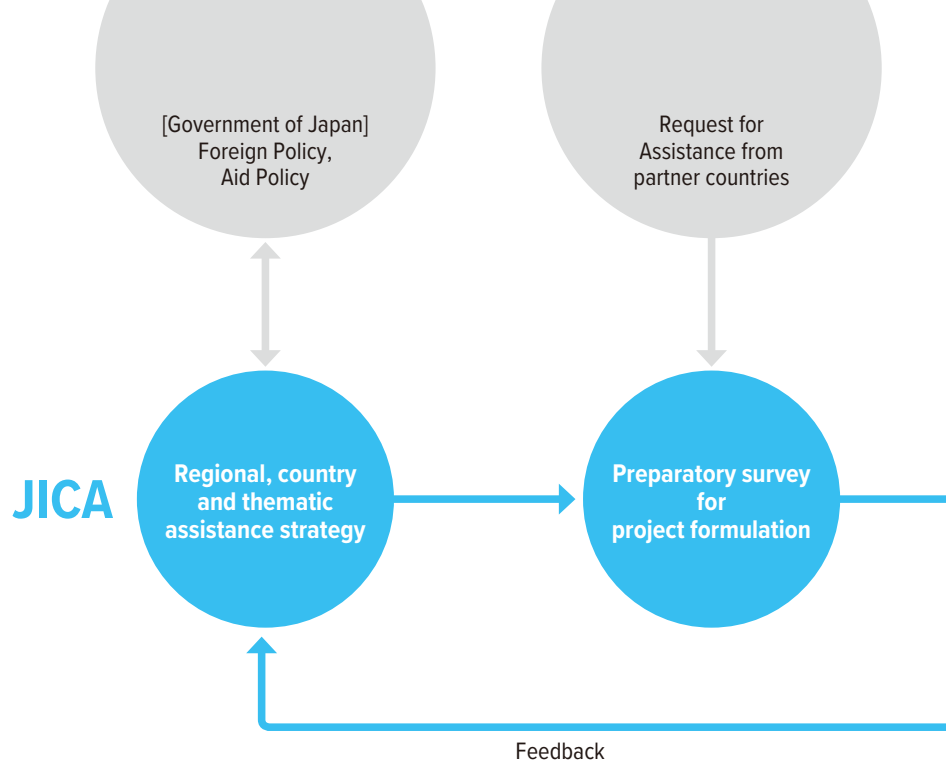 [Government of Japan]
Foreign Policy,
Aid Policy
Request for
Assistance from
partner countries
JICA
Regional, country
and thematic
assistance strategy
Preparatory survey
for
project formulation
Feedback